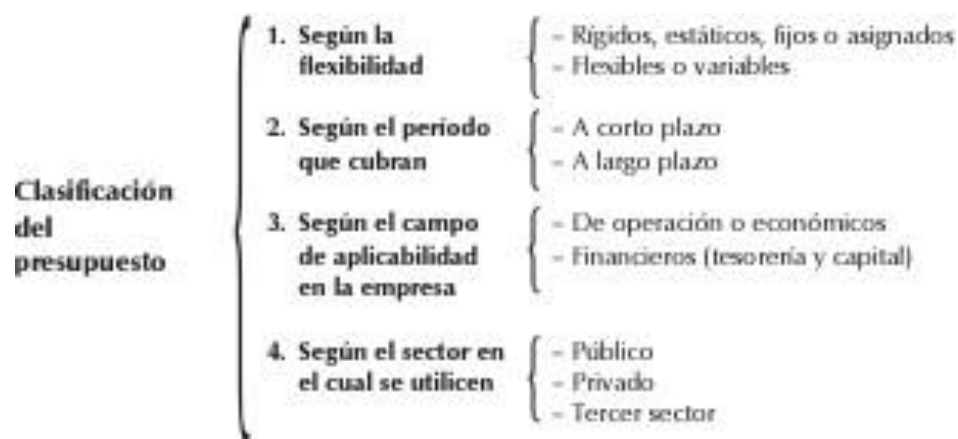 Clasificación
del
presupuesto
1. Según la
flexibilidad
– Rígidos, estáticos, fijos o asignados
– Flexibles o variables
2. Según el período
que cubran
– A corto plazo
– A largo plazo
3. Según el campo
de aplicabilidad
en la empresa
– De operación o económicos
– Financieros (tesorería y capital)
4. Según el sector en
el cual se utilicen
– Público
– Privado
– Tercer sector